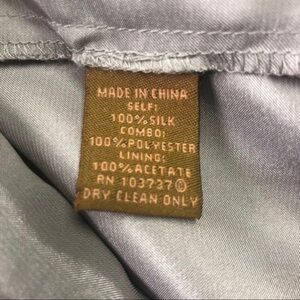 MADE IN CHINA
SELF:
100%SILK
COMBO:
100%POLYESTER
LINING:
100%ACETATE
RN 103737©
DRY CLEAN ONLY